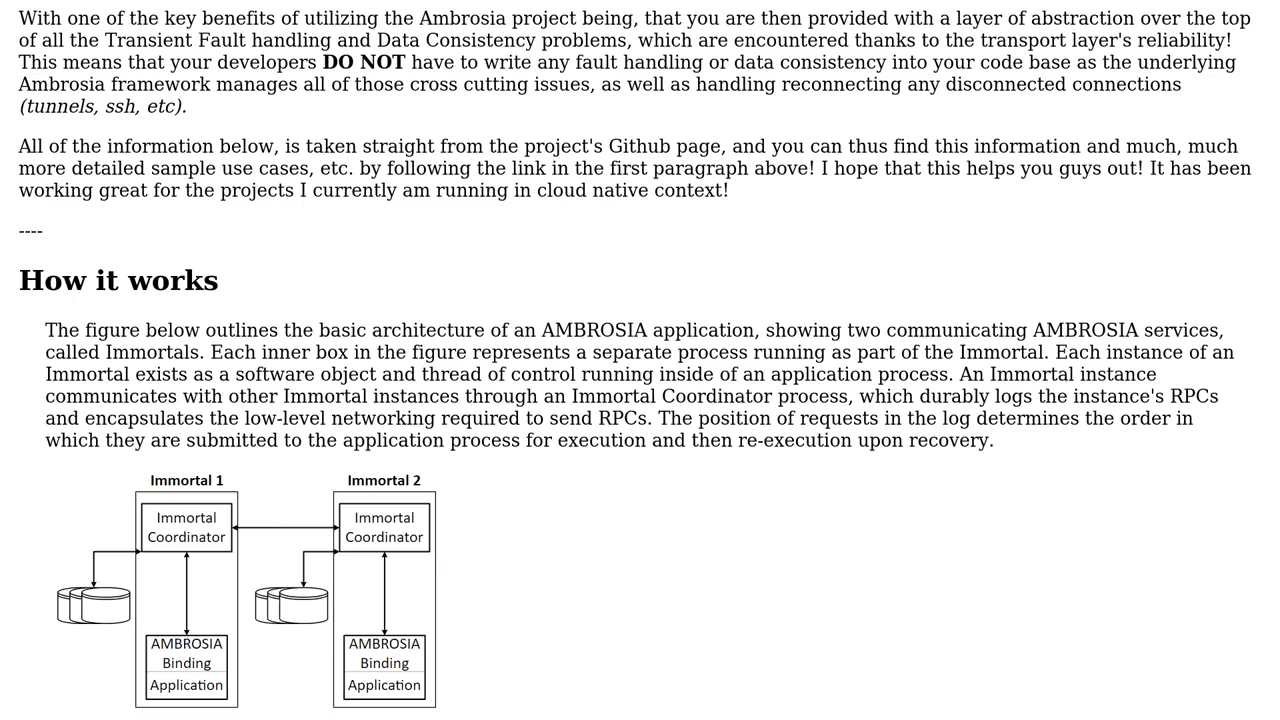 With one of the key benefits of utilizing the Ambrosia project being, that you are then provided with a layer of abstraction over the top
of all the Transient Fault handling and Data Consistency problems, which are encountered thanks to the transport layer's reliability!
This means that your developers DO NOT have to write any fault handling or data consistency into your code base as the underlying
Ambrosia framework manages all of those cross cutting issues, as well as handling reconnecting any disconnected connections
(tunnels, ssh, etc).
All of the information below, is taken straight from the project's Github page, and you can thus find this information and much, much
more detailed sample use cases, etc. by following the link in the first paragraph above! I hope that this helps you guys out! It has been
working great for the projects I currently am running in cloud native context!
----
How it works
The figure below outlines the basic architecture of an AMBROSIA application, showing two communicating AMBROSIA services,
called Immortals. Each inner box in the figure represents a separate process running as part of the Immortal. Each instance of an
Immortal exists as a software object and thread of control running inside of an application process. An Immortal instance
communicates with other Immortal instances through an Immortal Coordinator process, which durably logs the instance's RPCs
and encapsulates the low-level networking required to send RPCs. The position of requests in the log determines the order in
which they are submitted to the application process for execution and then re-execution upon recovery.
Immortal 1
Immortal
Coordinator
AMBROSIA
Binding
Application
Immortal 2
Immortal
Coordinator
AMBROSIA
Binding
Application